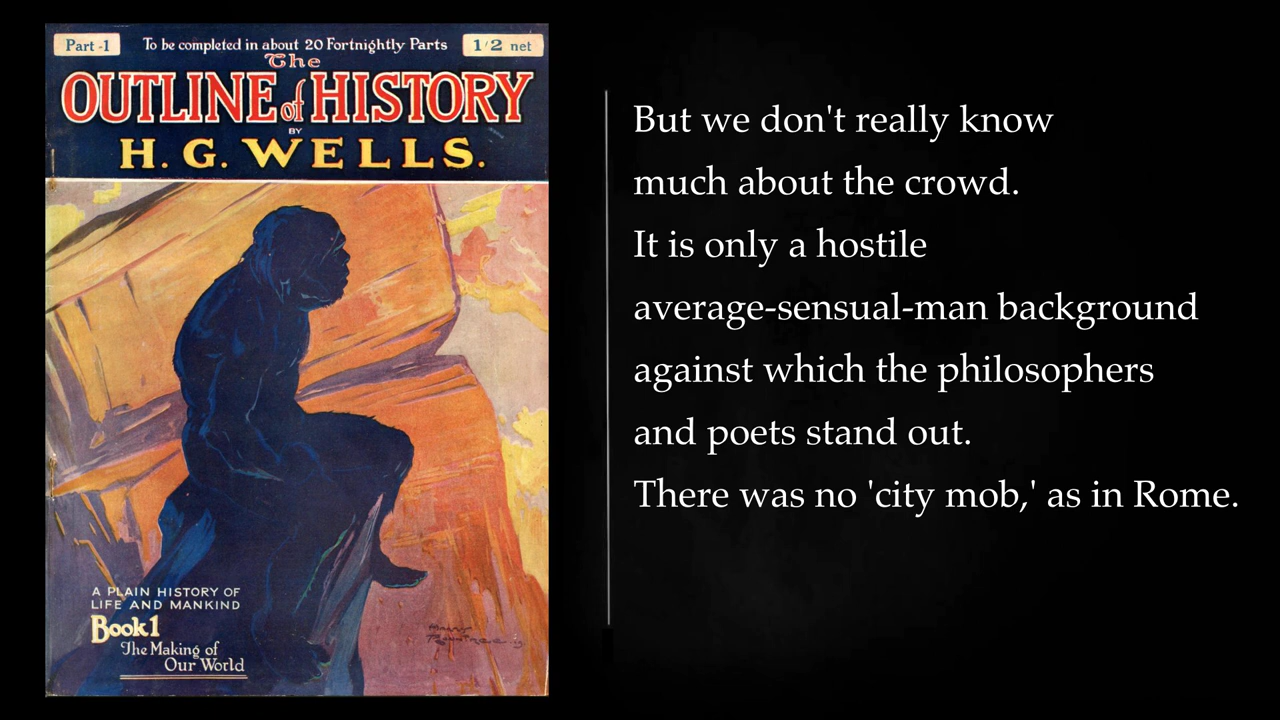 Part -1
To be completed in about 20 Fortnightly Parts
1/2 net
The
OUTLINE of HISTORY
BY
H. G. WELLS.
A PLAIN HISTORY OF
LIFE AND MANKIND
Book 1
The Making of
Our World
But we don't really know
much about the crowd.
It is only a hostile
average-sensual-man background
against which the philosophers
and poets stand out.
There was no 'city mob,' as in Rome.